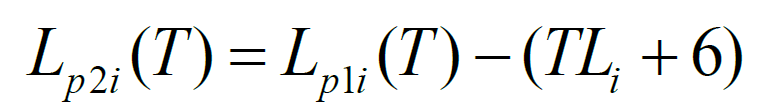 L_{p2i}(T) = L_{p1i}(T) − (TL_i + 6)